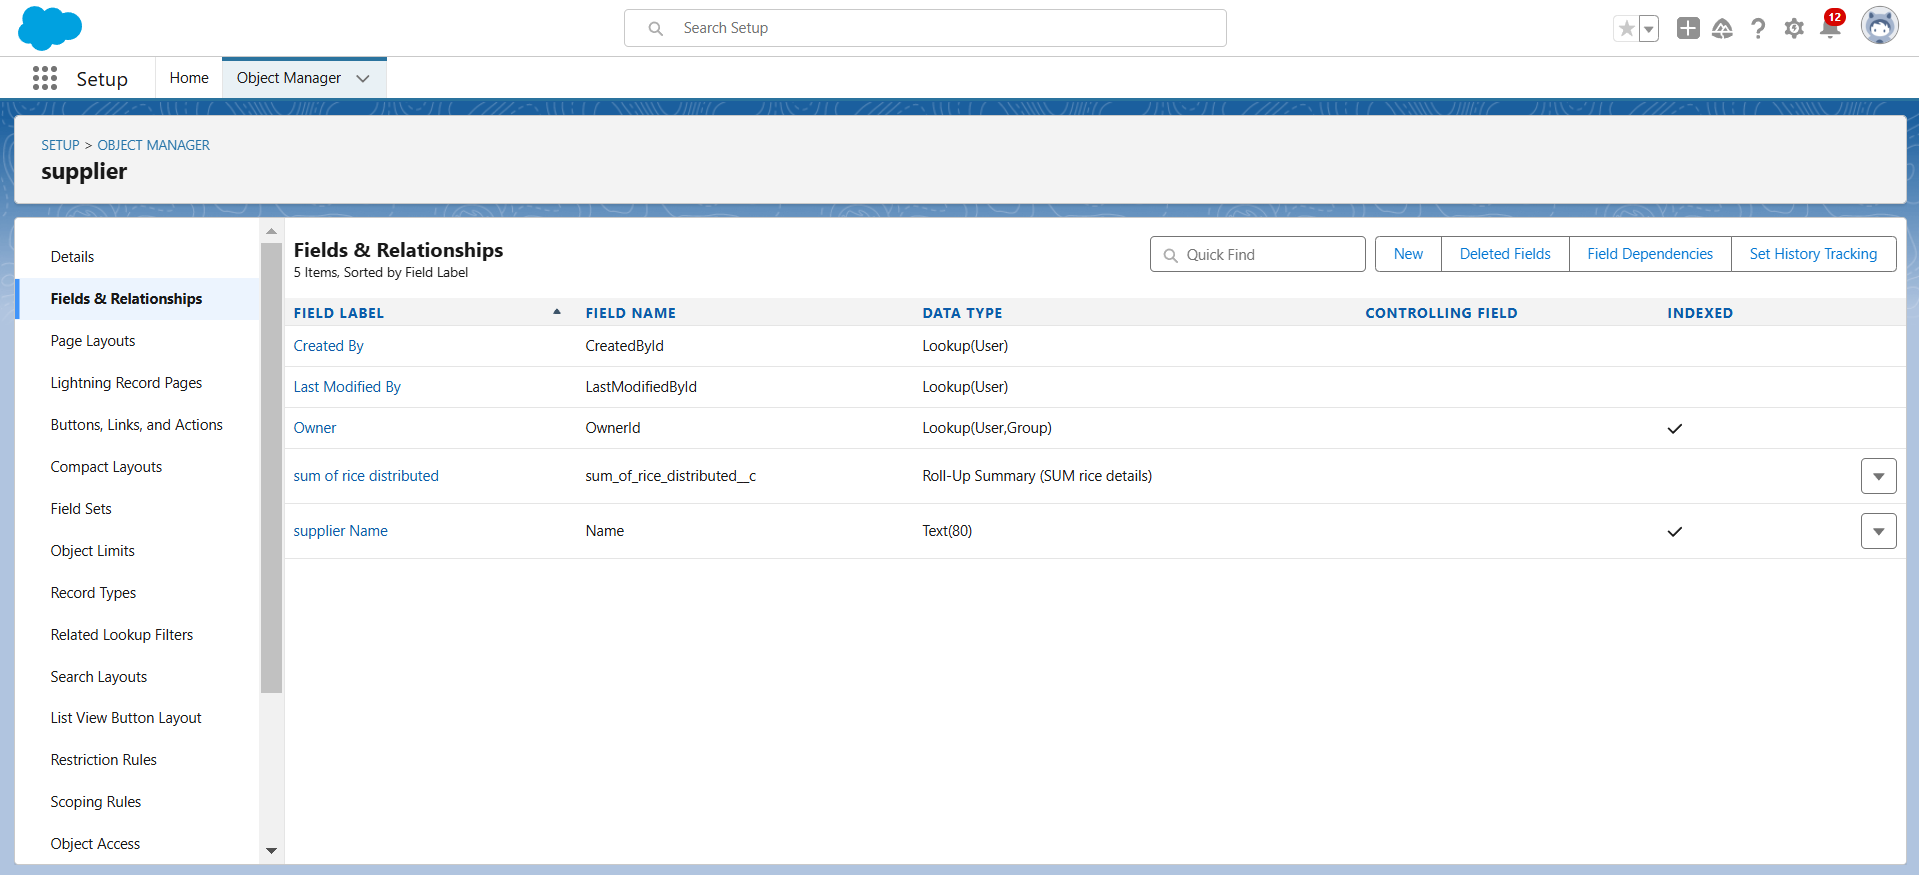 Search Setup
12
Setup
Home
Object Manager
SETUP > OBJECT MANAGER
supplier
Details
Fields & Relationships
Page Layouts
Lightning Record Pages
Buttons, Links, and Actions
Compact Layouts
Field Sets
Object Limits
Record Types
Related Lookup Filters
Search Layouts
List View Button Layout
Restriction Rules
Scoping Rules
Object Access
Fields & Relationships
5 Items, Sorted by Field Label
Quick Find
New
Deleted Fields
Field Dependencies
Set History Tracking
FIELD LABEL FIELD NAME DATA TYPE CONTROLLING FIELD INDEXED
Created By CreatedById Lookup(User)
Last Modified By LastModifiedById Lookup(User)
Owner OwnerId Lookup(User,Group)
sum of rice distributed sum_of_rice_distributed__c Roll-Up Summary (SUM rice details)
supplier Name Name Text(80)